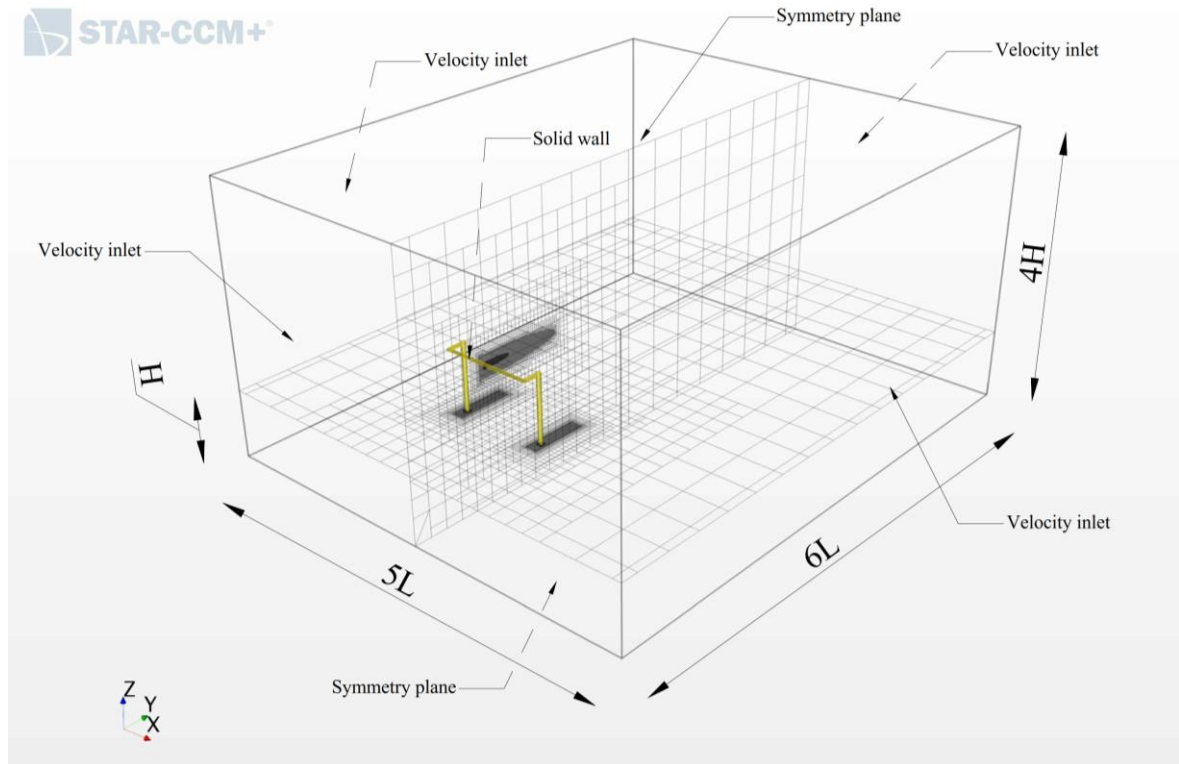 STAR-CCM+®
Symmetry plane
Velocity inlet
Velocity inlet
Solid wall
Velocity inlet
4H
H
Velocity inlet
5L
6L
Symmetry plane
Z
Y
X